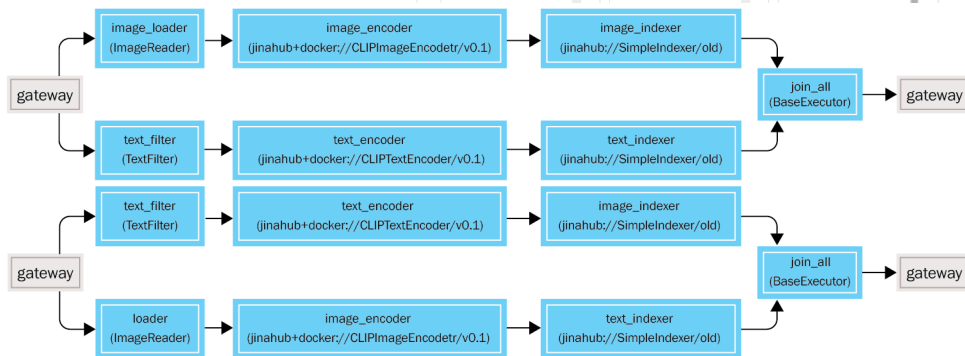 image_loader
(ImageReader)
image_encoder
(jinahub+docker://CLIPImageEncodetr/v0.1)
image_indexer
(jinahub://SimpleIndexer/old)
gateway
join_all
(BaseExecutor)
gateway
text_filter
(TextFilter)
text_encoder
(jinahub+docker://CLIPTextEncoder/v0.1)
text_indexer
(jinahub://SimpleIndexer/old)
text_filter
(TextFilter)
text_encoder
(jinahub+docker://CLIPTextEncoder/v0.1)
image_indexer
(jinahub://SimpleIndexer/old)
gateway
join_all
(BaseExecutor)
gateway
loader
(ImageReader)
image_encoder
(jinahub+docker://CLIPImageEncodetr/v0.1)
text_indexer
(jinahub://SimpleIndexer/old)